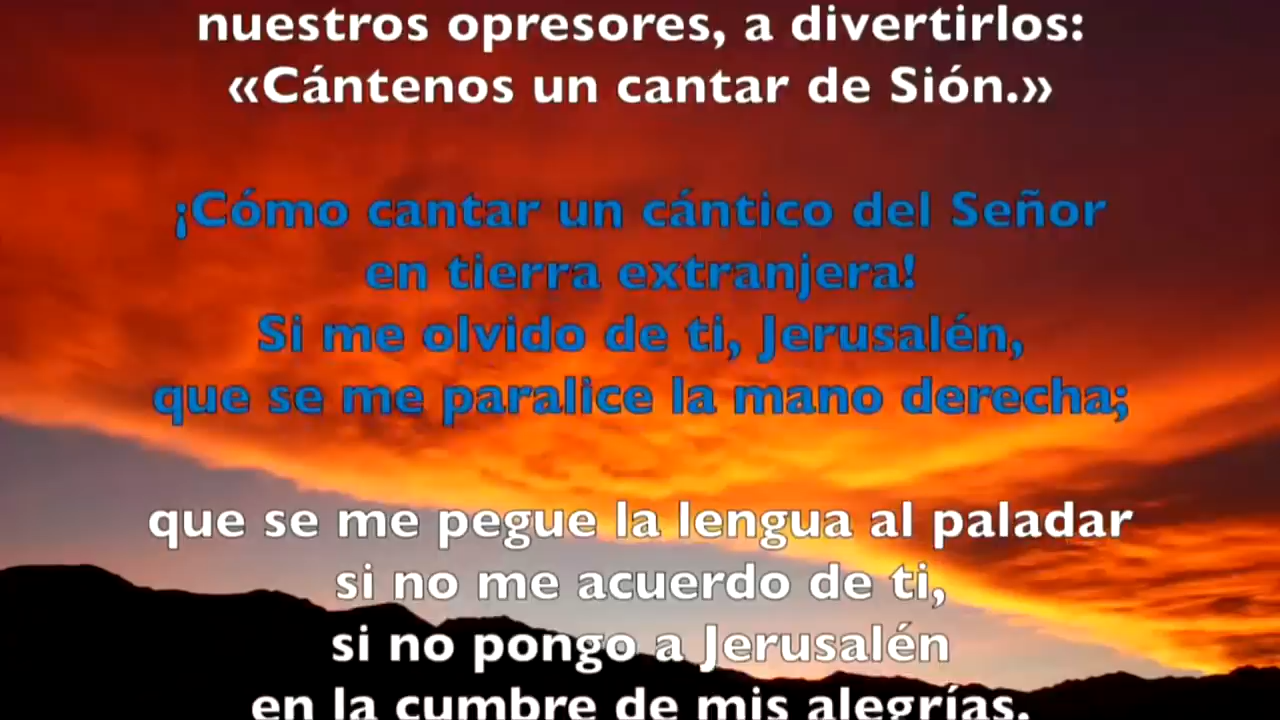 nuestros opresores, a divertirlos:
«Cántenos un cantar de Sión.»
¡Cómo cantar un cántico del Señor
en tierra extranjera!
Si me olvido de ti, Jerusalén,
que se me paralice la mano derecha;
que se me pegue la lengua al paladar
si no me acuerdo de ti,
si no pongo a Jerusalén
en la cumbre de mis alegrías.